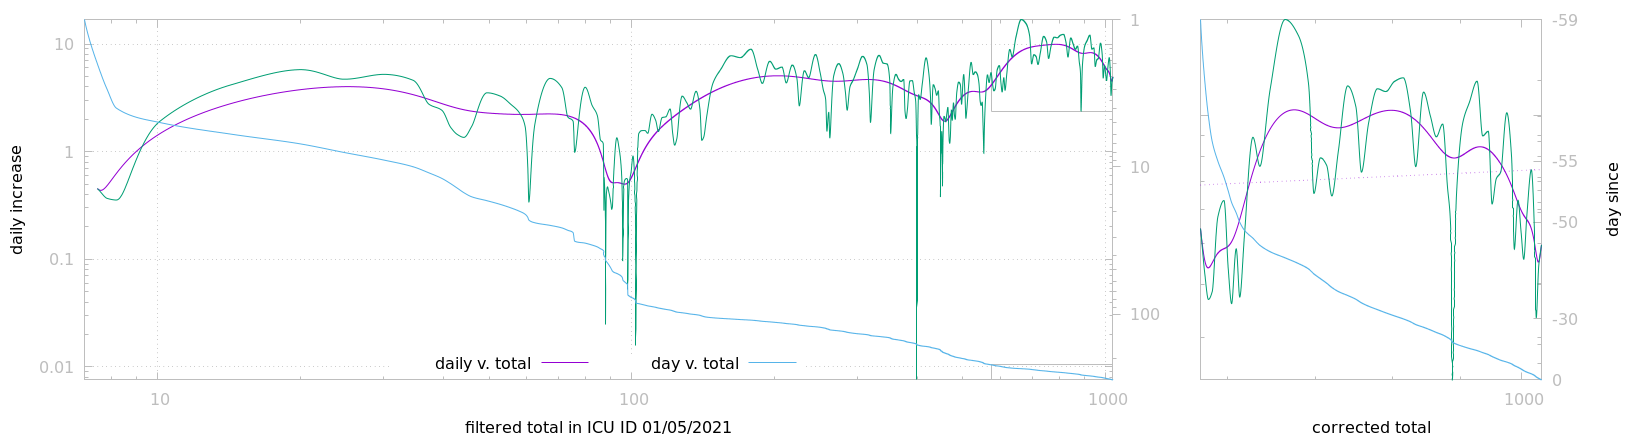 daily increase
10
1
0.1
0.01
10
100
1000
1
10
100
daily v. total
day v. total
filtered total in ICU ID 01/05/2021
-59
-55
-50
-30
0
1000
day since
corrected total